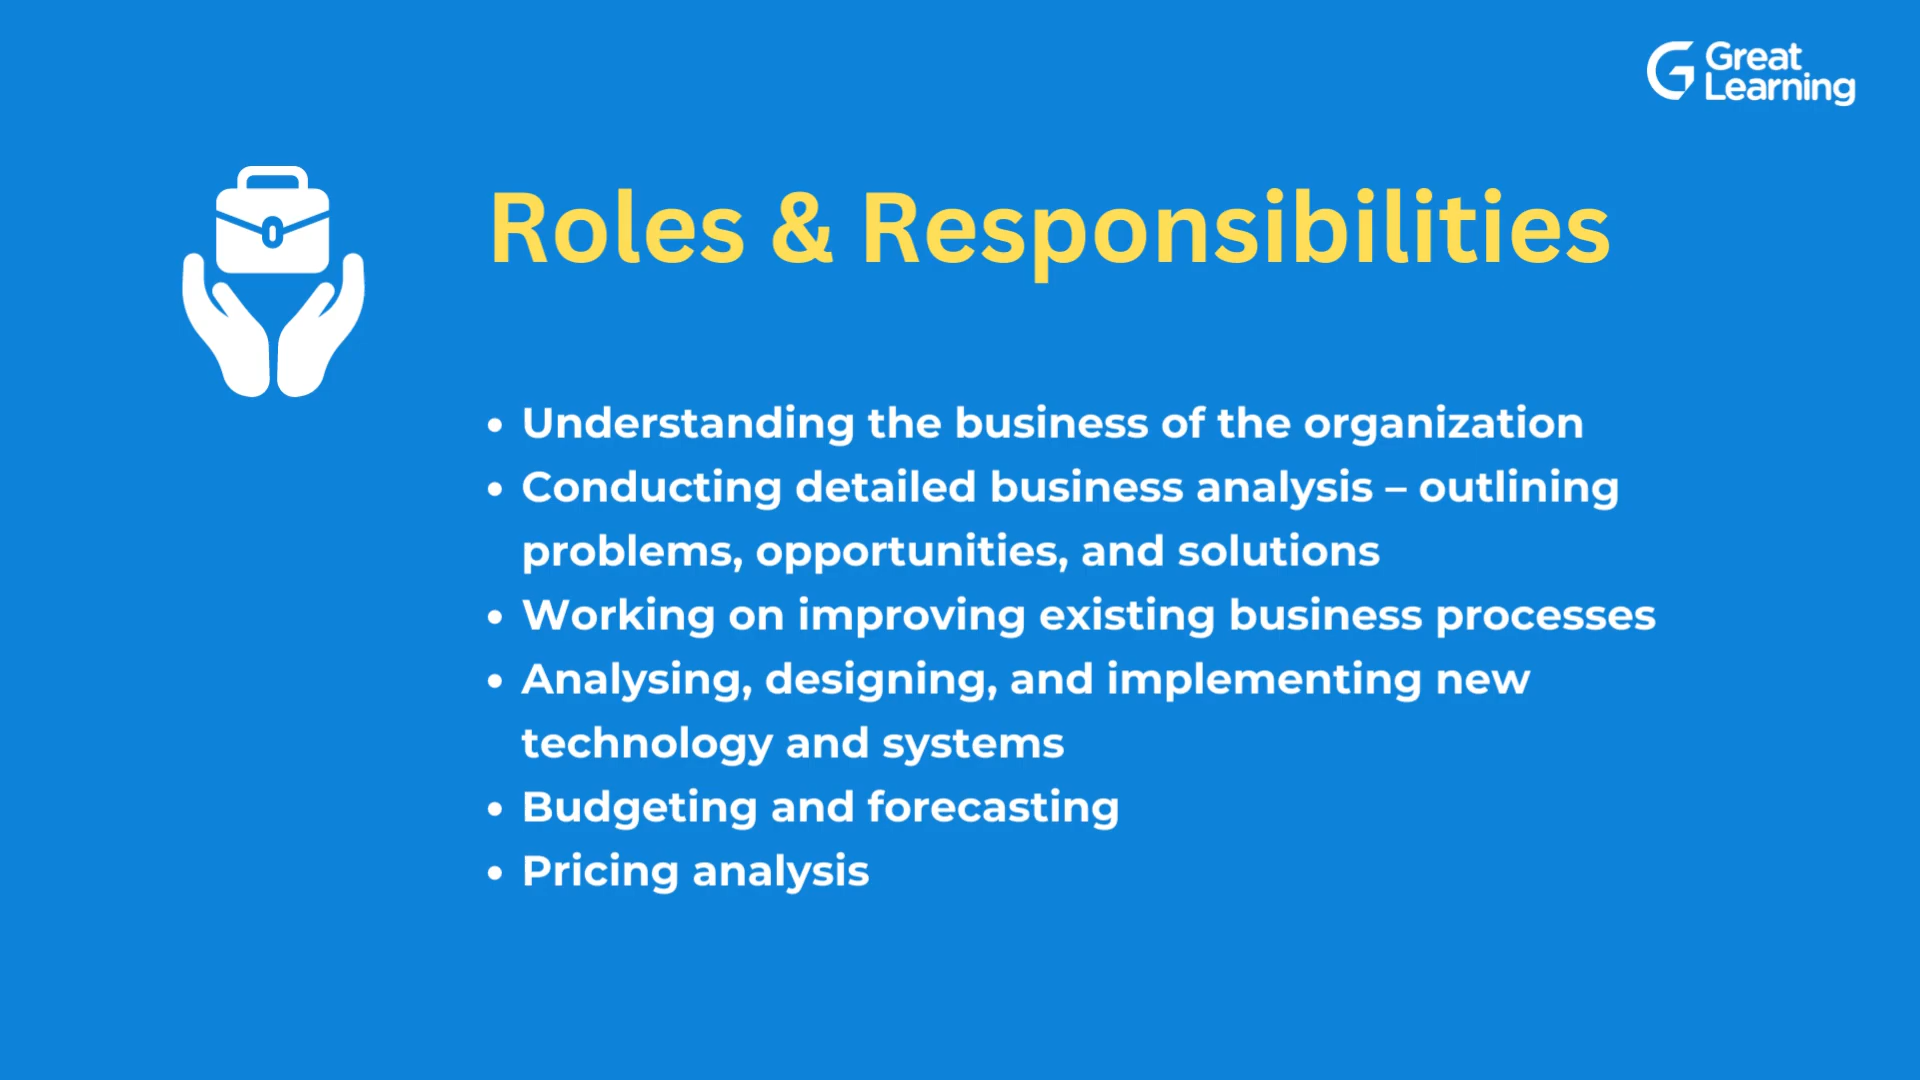 Great
Learning
Roles & Responsibilities
• Understanding the business of the organization
• Conducting detailed business analysis – outlining
problems, opportunities, and solutions
• Working on improving existing business processes
• Analysing, designing, and implementing new
technology and systems
• Budgeting and forecasting
• Pricing analysis